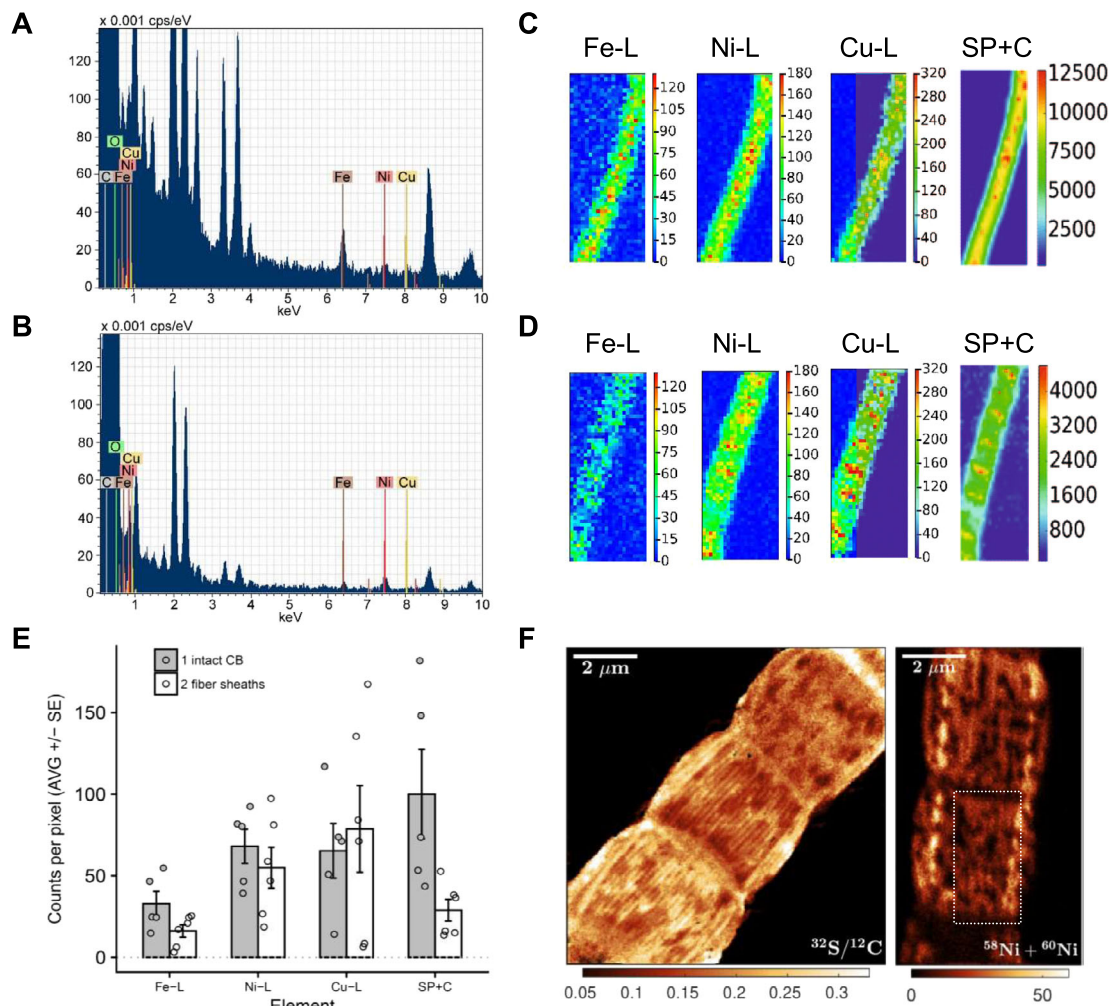 A
x 0.001 cps/eV
120
100
80
60
40
20
0
O
Cu
Ni
C
Fe
Fe
Ni
Cu
1
2
3
4
5
6
7
8
9
10
keV
B
x 0.001 cps/eV
120
100
80
60
40
20
0
O
Cu
Ni
C
Fe
Fe
Ni
Cu
1
2
3
4
5
6
7
8
9
10
keV
C
Fe-L
Ni-L
Cu-L
SP+C
120
105
90
75
60
45
30
15
0
180
160
140
120
100
80
60
40
20
0
320
280
240
200
160
120
80
40
0
12500
10000
7500
5000
2500
D
Fe-L
Ni-L
Cu-L
SP+C
120
105
90
75
60
45
30
15
0
180
160
140
120
100
80
60
40
20
0
320
280
240
200
160
120
80
40
0
4000
3200
2400
1600
800
E
1 intact CB
2 fiber sheaths
Counts per pixel (AVG +/− SE)
150
100
50
0
Fe−L
Ni−L
Cu−L
SP+C
Element
F
2 μm
³²S/¹²C
0.05
0.1
0.15
0.2
0.25
0.3
2 μm
⁵⁸Ni + ⁶⁰Ni
0
50